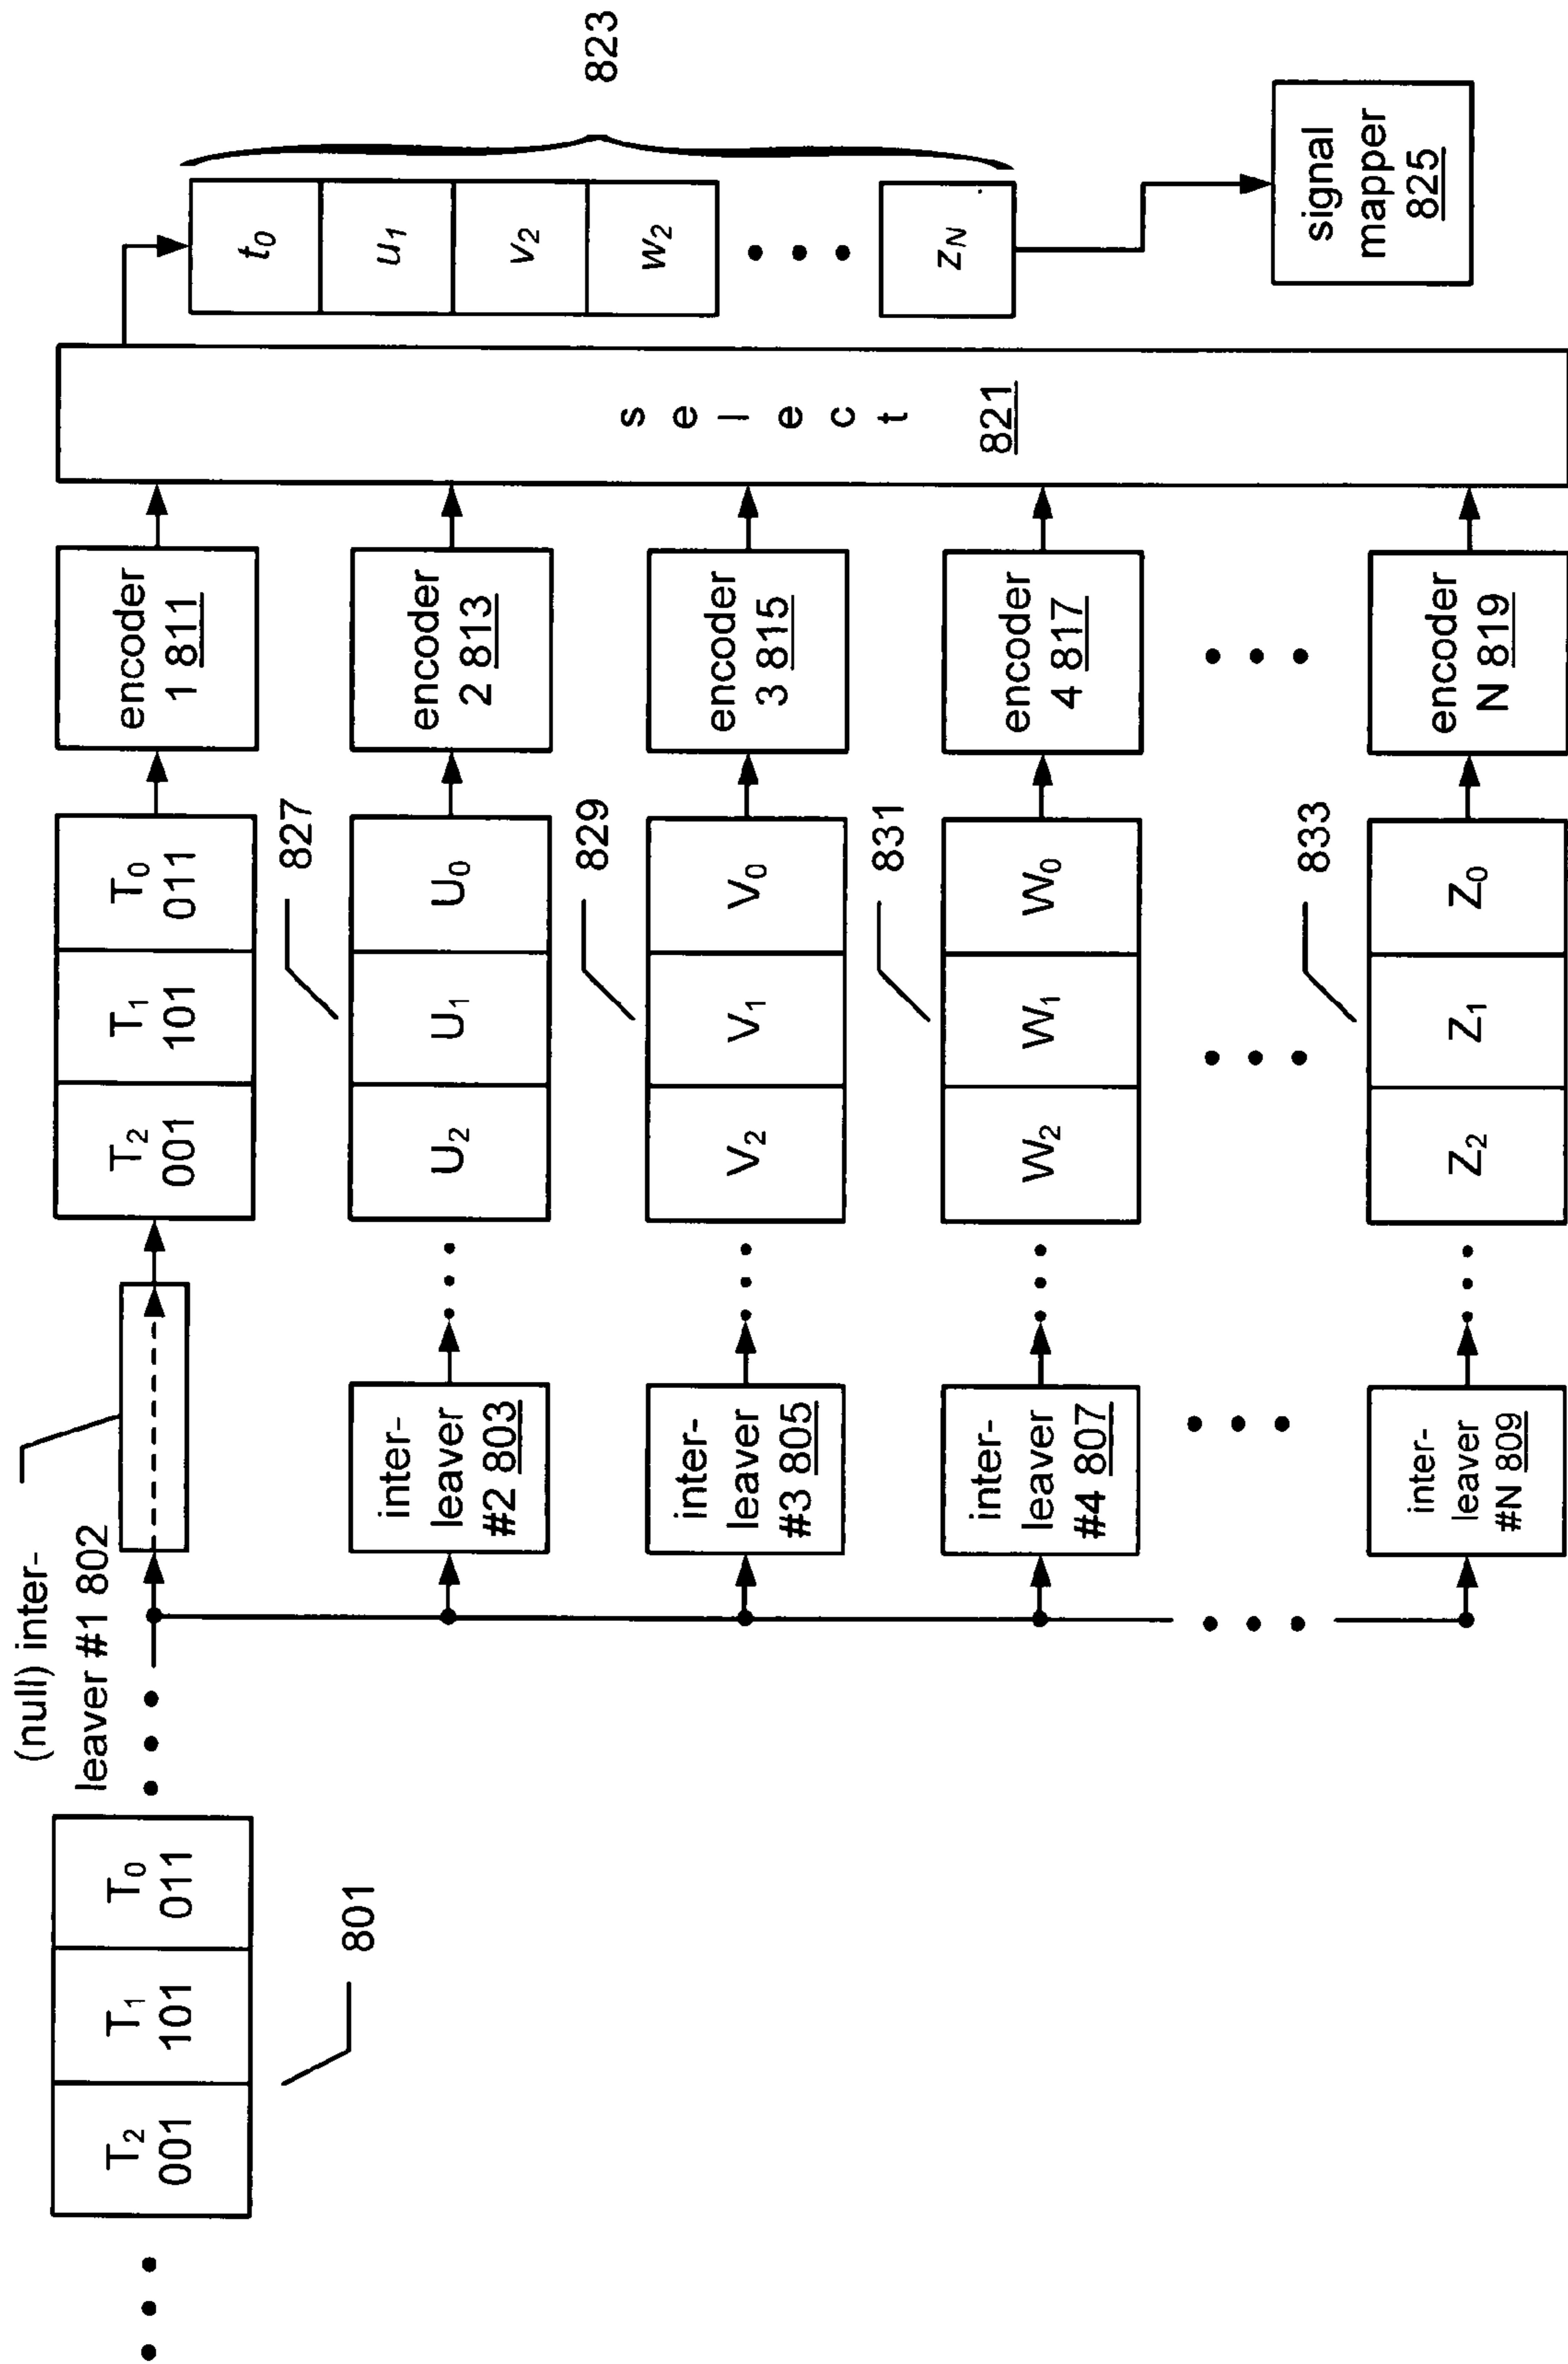 (null) inter-
leaver #1 802
T2
001
T1
101
T0
011
801
T2
001
T1
101
T0
011
encoder
1 811
inter-
leaver
#2 803
U2
U1
U0
827
encoder
2 813
inter-
leaver
#3 805
V2
V1
V0
829
encoder
3 815
inter-
leaver
#4 807
W2
W1
W0
831
encoder
4 817
inter-
leaver
#N 809
Z2
Z1
Z0
833
encoder
N 819
select
821
t0
u1
v2
w2
zN
823
signal
mapper
825